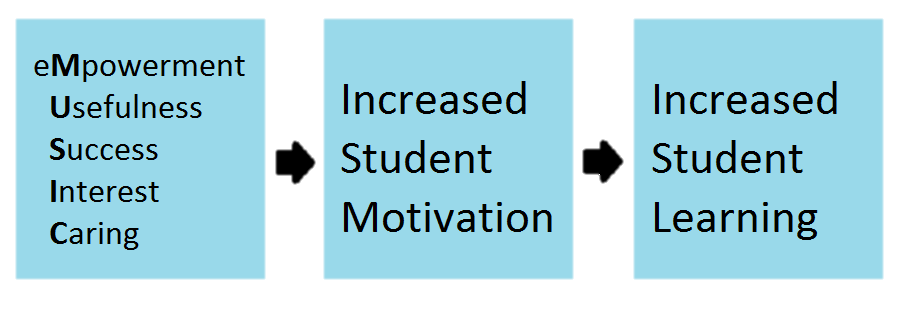 eMpowerment
Usefulness
Success
Interest
Caring
Increased
Student
Motivation
Increased
Student
Learning